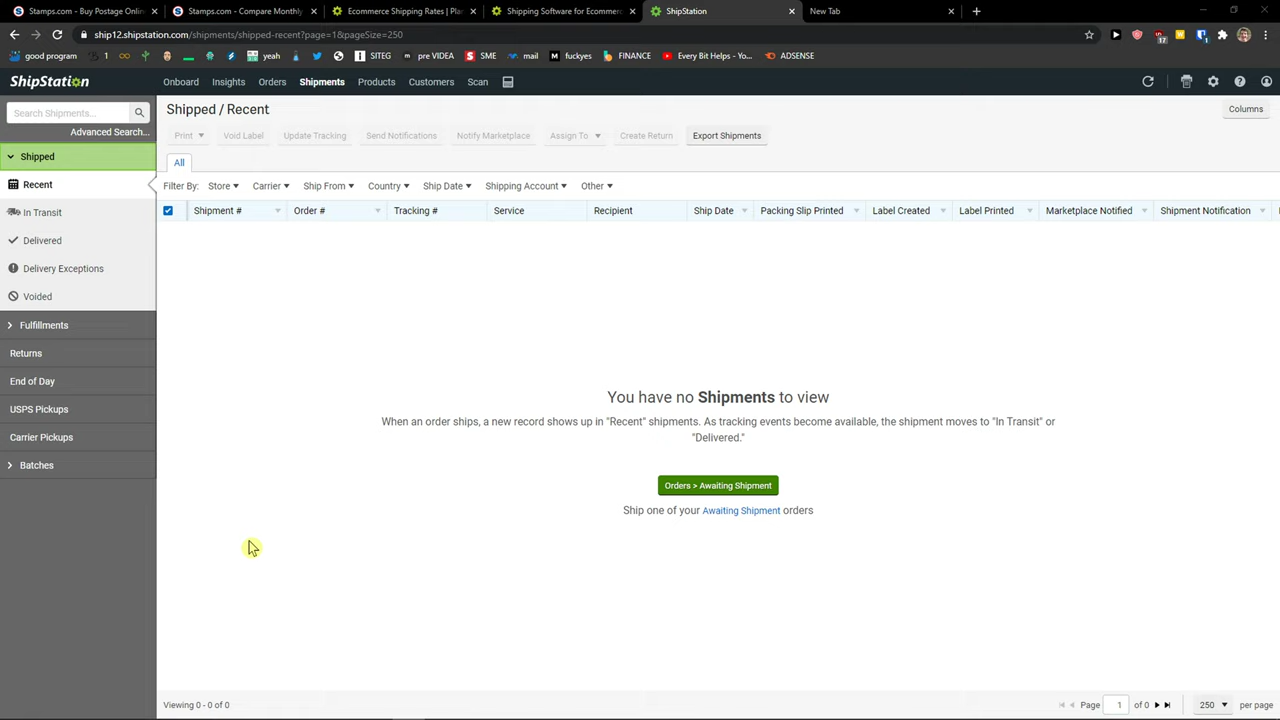 Stamps.com - Buy Postage Onlin
Stamps.com - Compare Monthly
Ecommerce Shipping Rates | Plan
Shipping Software for Ecommerc
ShipStation
New Tab
ship12.shipstation.com/shipments/shipped-recent?page=1&pageSize=250
good program
1
yeah
SITEG
pre VIDEA
SME
mail
fuckyes
FINANCE
Every Bit Helps - Yo...
ADSENSE
17
ShipStation
Onboard
Insights
Orders
Shipments
Products
Customers
Scan
Search Shipments...
Advanced Search...
Shipped
Recent
In Transit
Delivered
Delivery Exceptions
Voided
Fulfillments
Returns
End of Day
USPS Pickups
Carrier Pickups
Batches
Shipped / Recent
Columns
Print
Void Label
Update Tracking
Send Notifications
Notify Marketplace
Assign To
Create Return
Export Shipments
All
Filter By:
Store
Carrier
Ship From
Country
Ship Date
Shipping Account
Other
Shipment #
Order #
Tracking #
Service
Recipient
Ship Date
Packing Slip Printed
Label Created
Label Printed
Marketplace Notified
Shipment Notification
You have no Shipments to view
When an order ships, a new record shows up in "Recent" shipments. As tracking events become available, the shipment moves to "In Transit" or
"Delivered."
Orders > Awaiting Shipment
Ship one of your Awaiting Shipment orders
Viewing 0 - 0 of 0
Page 1 of 0
250 per page